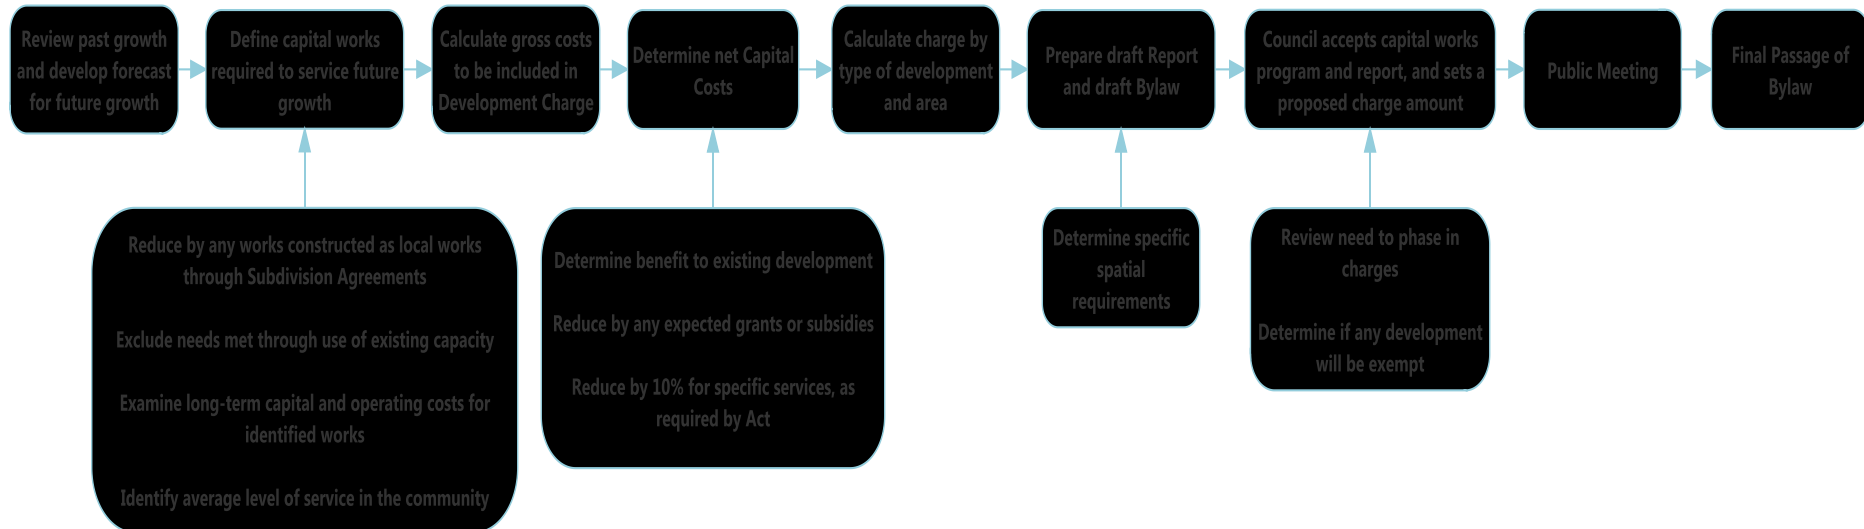 Review past growth
and develop forecast
for future growth
Define capital works
required to service future
growth
Calculate gross costs
to be included in
Development Charge
Determine net Capital
Costs
Calculate charge by
type of development
and area
Prepare draft Report
and draft Bylaw
Council accepts capital works
program and report, and sets a
proposed charge amount
Public Meeting
Final Passage of
Bylaw
Reduce by any works constructed as local works
through Subdivision Agreements
Exclude needs met through use of existing capacity
Examine long-term capital and operating costs for
identified works
Identify average level of service in the community
Determine benefit to existing development
Reduce by any expected grants or subsidies
Reduce by 10% for specific services, as
required by Act
Determine specific
spatial
requirements
Review need to phase in
charges
Determine if any development
will be exempt